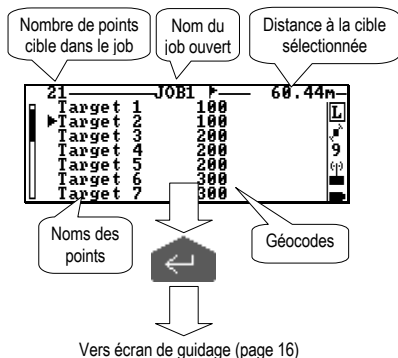 Nombre de points
cible dans le job
Nom du
job ouvert
Distance à la cible
sélectionnée
21 JOB1 60.44m
Target 1 100
Target 2 100
Target 3 200
Target 4 200
Target 5 200
Target 6 300
Target 7 300
L
9
Noms des
points
Géocodes
Vers écran de guidage (page 16)